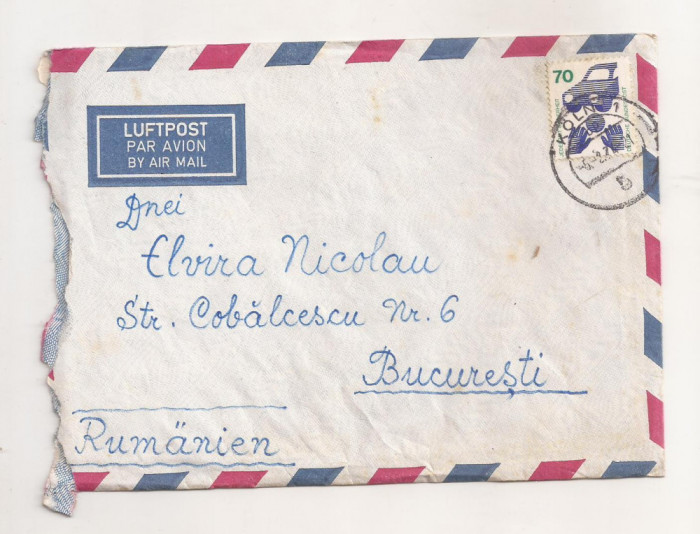 70
KÖLN 1
LUFTPOST
PAR AVION
BY AIR MAIL
Dnei
Elvira Nicolau
Str. Cobălcescu Nr. 6
București
Rumänien